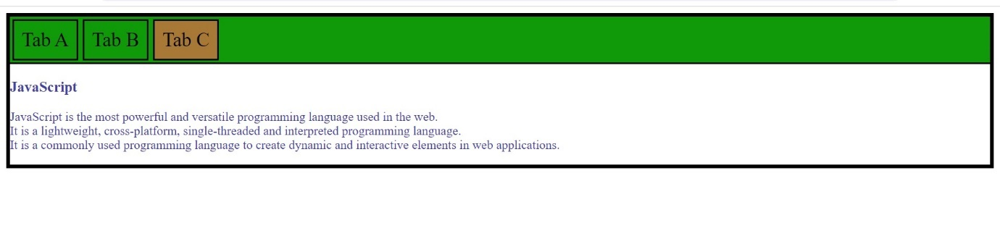 Tab A Tab B Tab C
JavaScript
JavaScript is the most powerful and versatile programming language used in the web.
It is a lightweight, cross-platform, single-threaded and interpreted programming language.
It is a commonly used programming language to create dynamic and interactive elements in web applications.